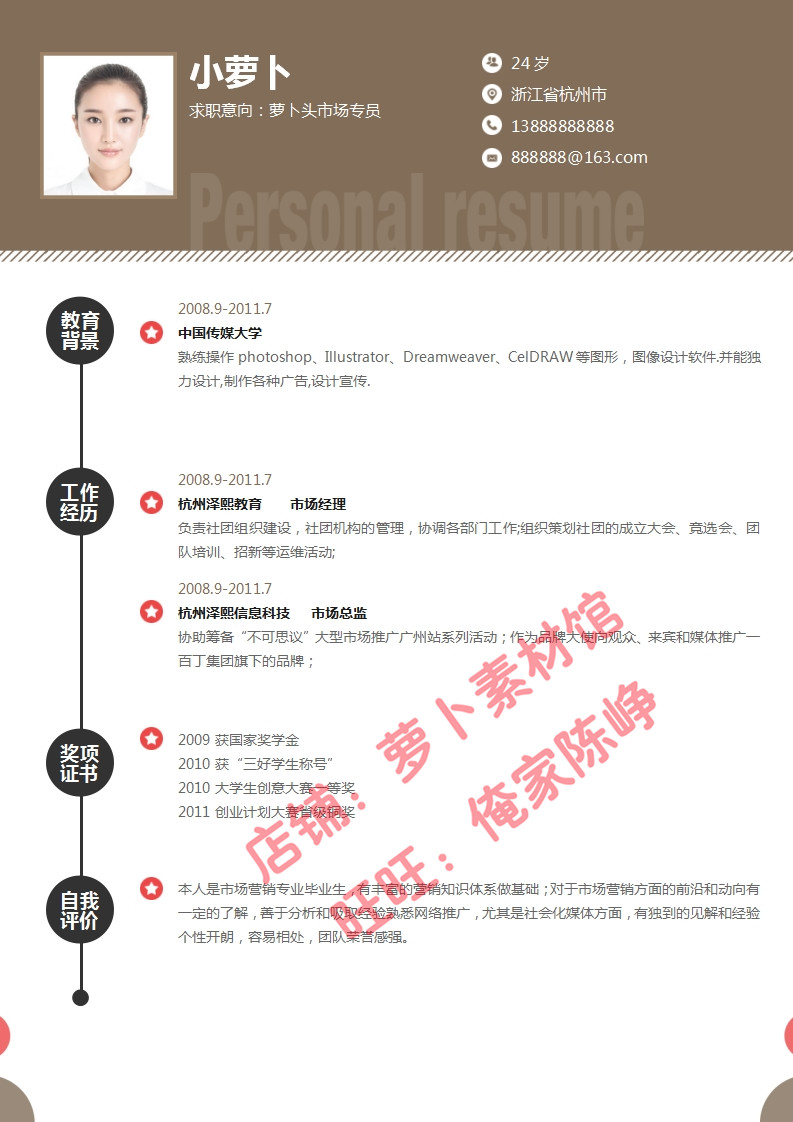 小萝卜
求职意向：萝卜头市场专员
24 岁
浙江省杭州市
13888888888
888888@163.com
Personal resume
教育
背景
2008.9-2011.7
中国传媒大学
熟练操作 photoshop、Illustrator、Dreamweaver、CelDRAW 等图形，图像设计软件.并能独
力设计,制作各种广告,设计宣传.
工作
经历
2008.9-2011.7
杭州泽熙教育 市场经理
负责社团组织建设，社团机构的管理，协调各部门工作;组织策划社团的成立大会、竞选会、团
队培训、招新等运维活动;
2008.9-2011.7
杭州泽熙信息科技 市场总监
协助筹备“不可思议”大型市场推广广州站系列活动；作为品牌大使向观众、来宾和媒体推广一
百丁集团旗下的品牌；
奖项
证书
2009 获国家奖学金
2010 获“三好学生称号”
2010 大学生创意大赛一等奖
2011 创业计划大赛省级铜奖
自我
评价
本人是市场营销专业毕业生，有丰富的营销知识体系做基础；对于市场营销方面的前沿和动向有
一定的了解，善于分析和吸取经验熟悉网络推广，尤其是社会化媒体方面，有独到的见解和经验
个性开朗，容易相处，团队荣誉感强。
店铺：萝卜素材馆
旺旺：俺家陈峥